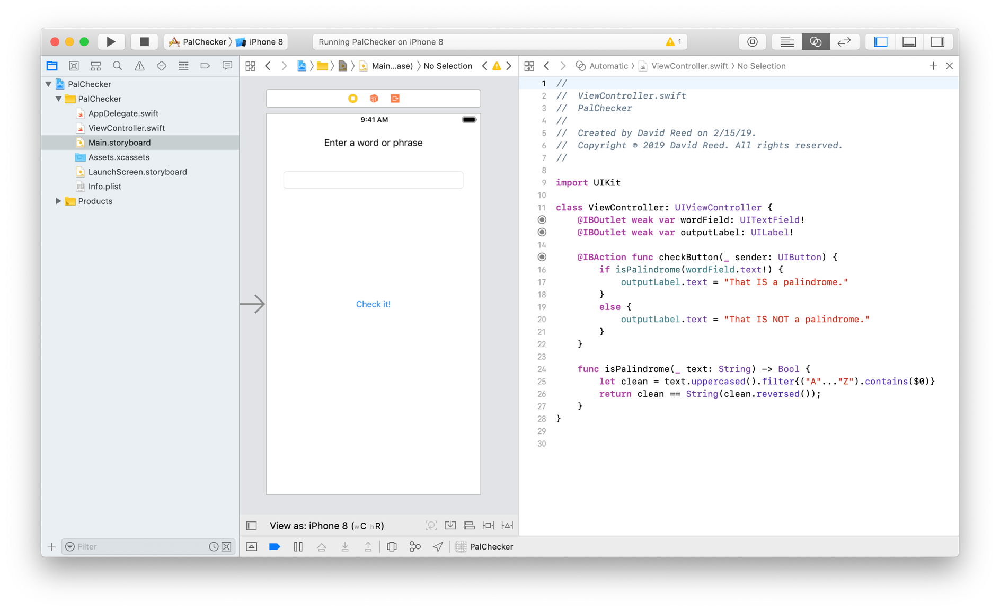 PalChecker iPhone 8
Running PalChecker on iPhone 8
1
PalChecker
PalChecker
AppDelegate.swift
ViewController.swift
Main.storyboard
Assets.xcassets
LaunchScreen.storyboard
Info.plist
Products
Filter
Main...ase) No Selection
9:41 AM
Enter a word or phrase
Check it!
View as: iPhone 8 (wC hR)
PalChecker
Automatic ViewController.swift No Selection
1 //
2 //  ViewController.swift
3 //  PalChecker
4 //
5 //  Created by David Reed on 2/15/19.
6 //  Copyright © 2019 David Reed. All rights reserved.
7 //
8
9 import UIKit
10
11 class ViewController: UIViewController {
    @IBOutlet weak var wordField: UITextField!
    @IBOutlet weak var outputLabel: UILabel!
14
    @IBAction func checkButton(_ sender: UIButton) {
16         if isPalindrome(wordField.text!) {
17             outputLabel.text = "That IS a palindrome."
18         }
19         else {
20             outputLabel.text = "That IS NOT a palindrome."
21         }
22     }
23
24     func isPalindrome(_ text: String) -> Bool {
25         let clean = text.uppercased().filter{("A"..."Z").contains($0)}
26         return clean == String(clean.reversed());
27     }
28 }
29
30